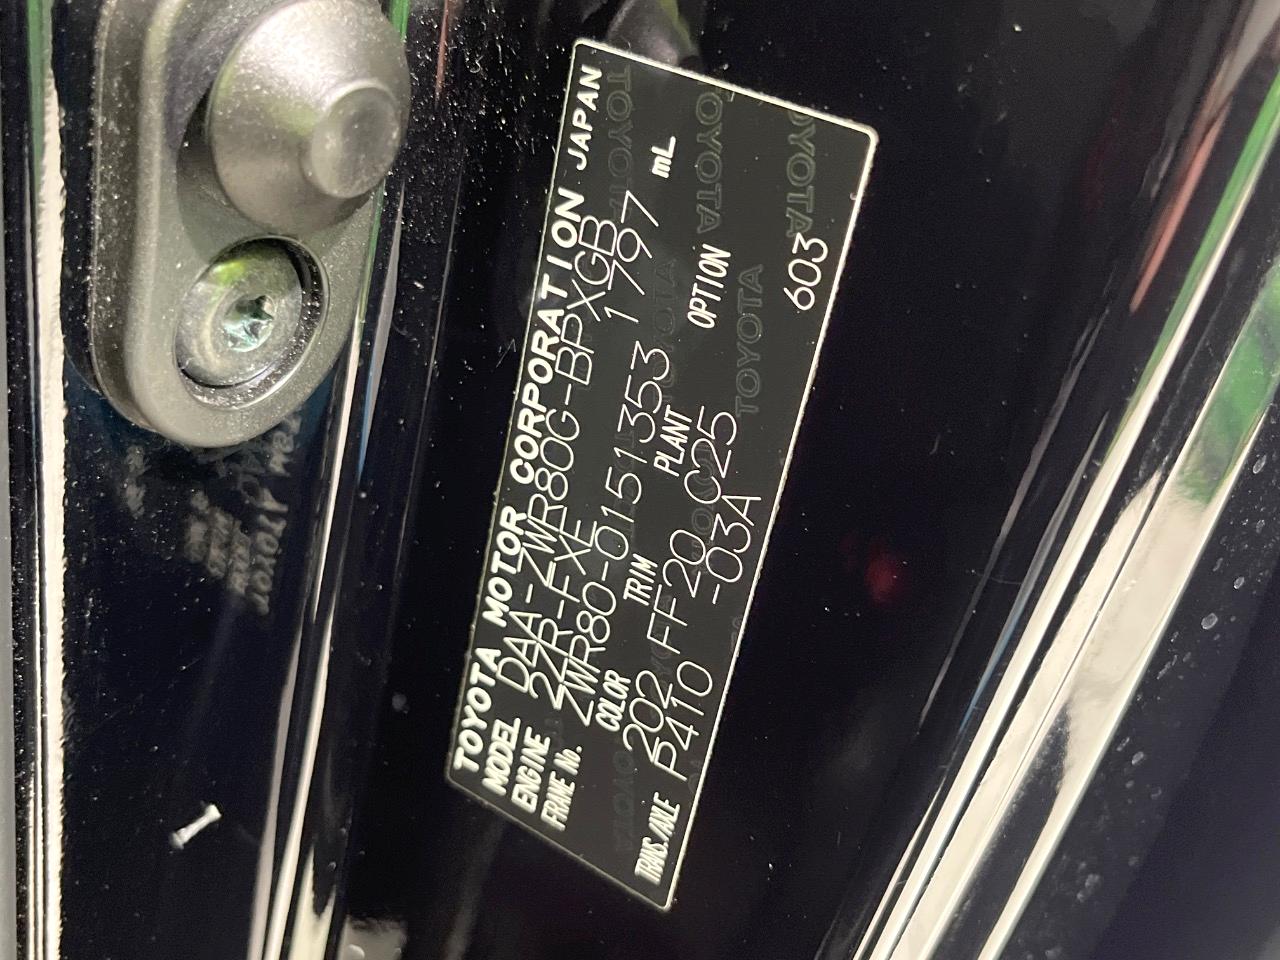 TOYOTA MOTOR CORPORATION JAPAN
MODEL DAA-ZWR80G-BPXGB
ENGINE 2ZR-FXE 1797 mL
FRAME No. ZWR80-0151353
COLOR TRIM PLANT OPTION
202 FF20 C25
TRANS./AXLE P410 -03A 603